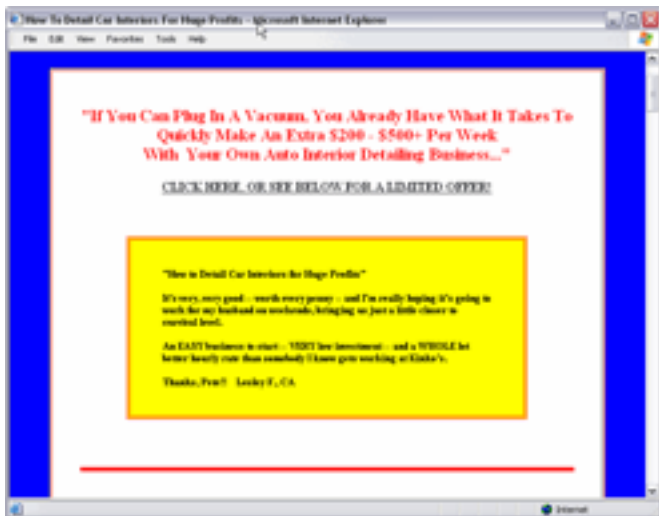 How To Detail Car Interiors For Huge Profits - Microsoft Internet Explorer
File Edit View Favorites Tools Help
"If You Can Plug In A Vacuum, You Already Have What It Takes To
Quickly Make An Extra $200 - $500+ Per Week
With Your Own Auto Interior Detailing Business..."
CLICK HERE, OR SEE BELOW FOR A LIMITED OFFER!
"How to Detail Car Interiors for Huge Profits"
It's very, very good -- worth every penny -- and I'm really hoping it's going to
work for my husband on weekends, bringing us just a little closer to
survival level.
An EASY business to start -- VERY low investment -- and a WHOLE lot
better hourly rate than somebody I know gets working at Kinko's.
Thanks, Pete!! Lesley F., CA
Internet